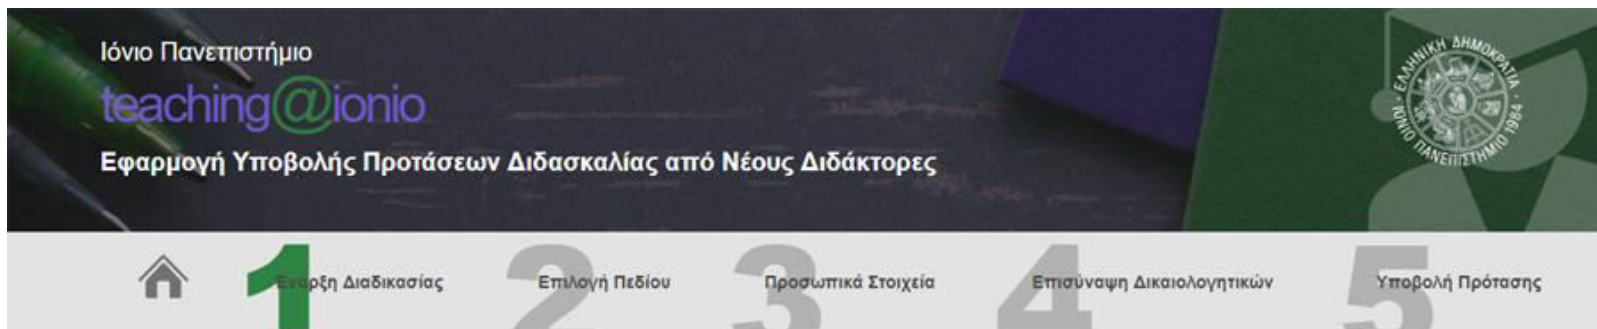 Ιόνιο Πανεπιστήμιο
teaching@ionio
Εφαρμογή Υποβολής Προτάσεων Διδασκαλίας από Νέους Διδάκτορες
ΕΛΛΗΝΙΚΗ ΔΗΜΟΚΡΑΤΙΑ · ΙΟΝΙΟ ΠΑΝΕΠΙΣΤΗΜΙΟ 1984 ·
1 Έναρξη Διαδικασίας
2 Επιλογή Πεδίου
3 Προσωπικά Στοιχεία
4 Επισύναψη Δικαιολογητικών
5 Υποβολή Πρότασης